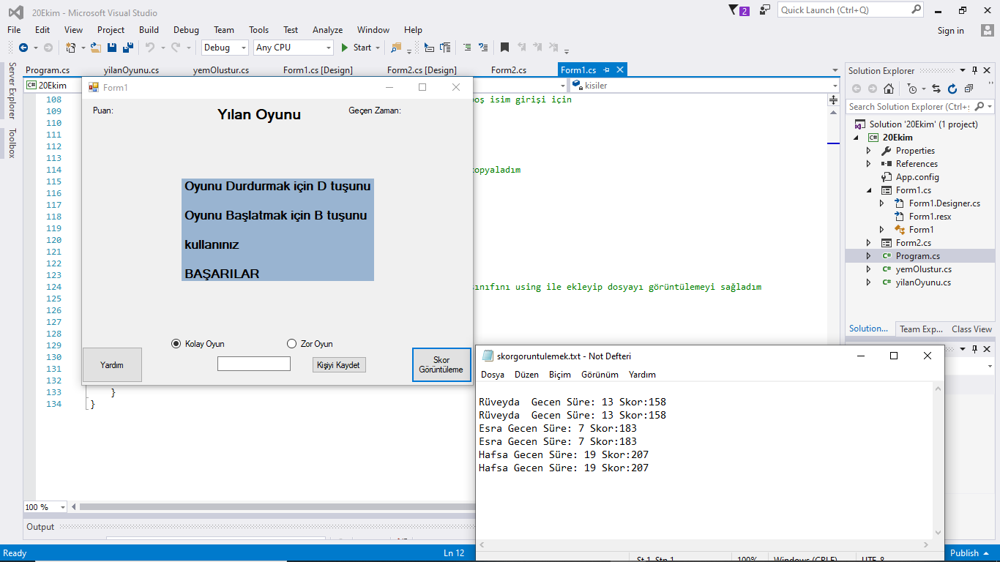 20Ekim - Microsoft Visual Studio
2
Quick Launch (Ctrl+Q)
File Edit View Project Build Debug Team Tools Test Analyze Window Help
Sign in
Debug Any CPU Start
Server Explorer
Toolbox
Program.cs yilanOyunu.cs yemOlustur.cs Form1.cs [Design] Form2.cs [Design] Form2.cs Form1.cs
20Ekim
kisiler
108
109
110
111
112
113
114
115
116
117
118
119
120
121
122
123
124
125
126
127
128
129
130
131
132
133 }
134 }
boş isim girişi için
kopyaladım
sınıfını using ile ekleyip dosyayı görüntülemeyi sağladım
Form1
Puan:
Yılan Oyunu
Geçen Zaman:
Oyunu Durdurmak için D tuşunu
Oyunu Başlatmak için B tuşunu
kullanınız
BAŞARILAR
Kolay Oyun
Zor Oyun
Yardım
Kişiyi Kaydet
Skor
Görüntüleme
100 %
Output
Ready
Ln 12
Solution Explorer
Search Solution Explorer (Ctrl+;
Solution '20Ekim' (1 project)
20Ekim
Properties
References
App.config
Form1.cs
Form1.Designer.cs
Form1.resx
Form1
Form2.cs
Program.cs
yemOlustur.cs
yilanOyunu.cs
Solution... Team Exp... Class View
skorgoruntulemek.txt - Not Defteri
Dosya Düzen Biçim Görünüm Yardım
Rüveyda  Gecen Süre: 13 Skor:158
Rüveyda  Gecen Süre: 13 Skor:158
Esra Gecen Süre: 7 Skor:183
Esra Gecen Süre: 7 Skor:183
Hafsa Gecen Süre: 19 Skor:207
Hafsa Gecen Süre: 19 Skor:207
St 1, Stn 1
100%
Windows (CRLF)
UTF-8
Publish